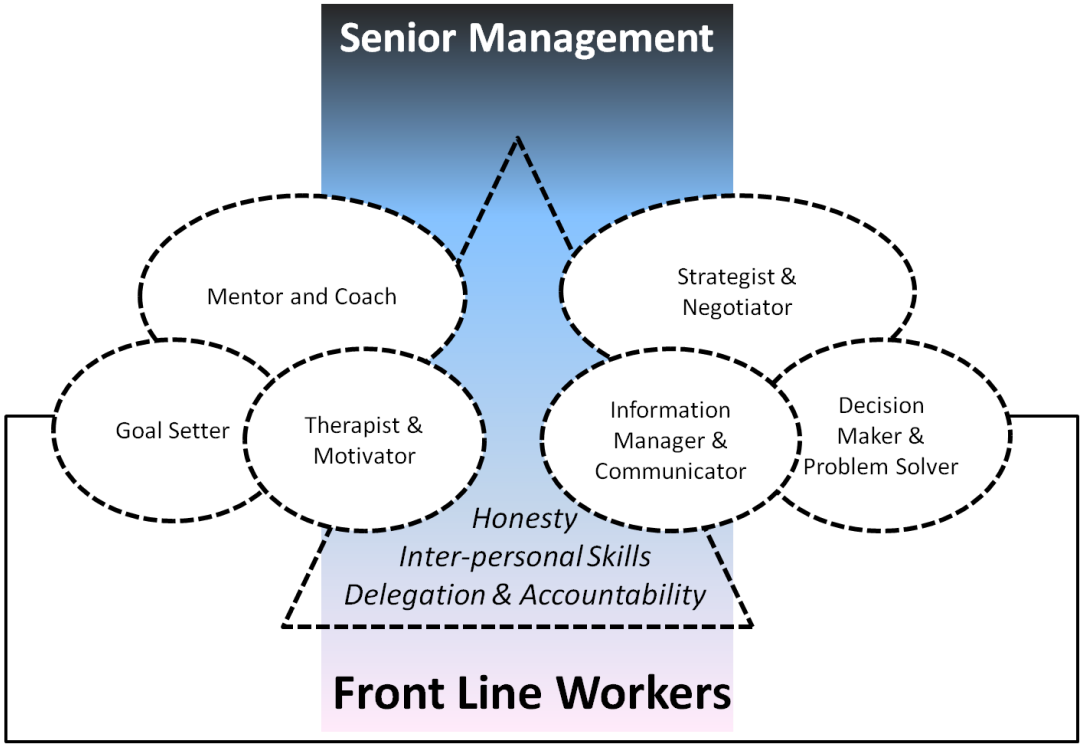 Senior Management
Mentor and Coach
Strategist &
Negotiator
Goal Setter
Therapist &
Motivator
Information
Manager &
Communicator
Decision
Maker &
Problem Solver
Honesty
Inter-personal Skills
Delegation & Accountability
Front Line Workers